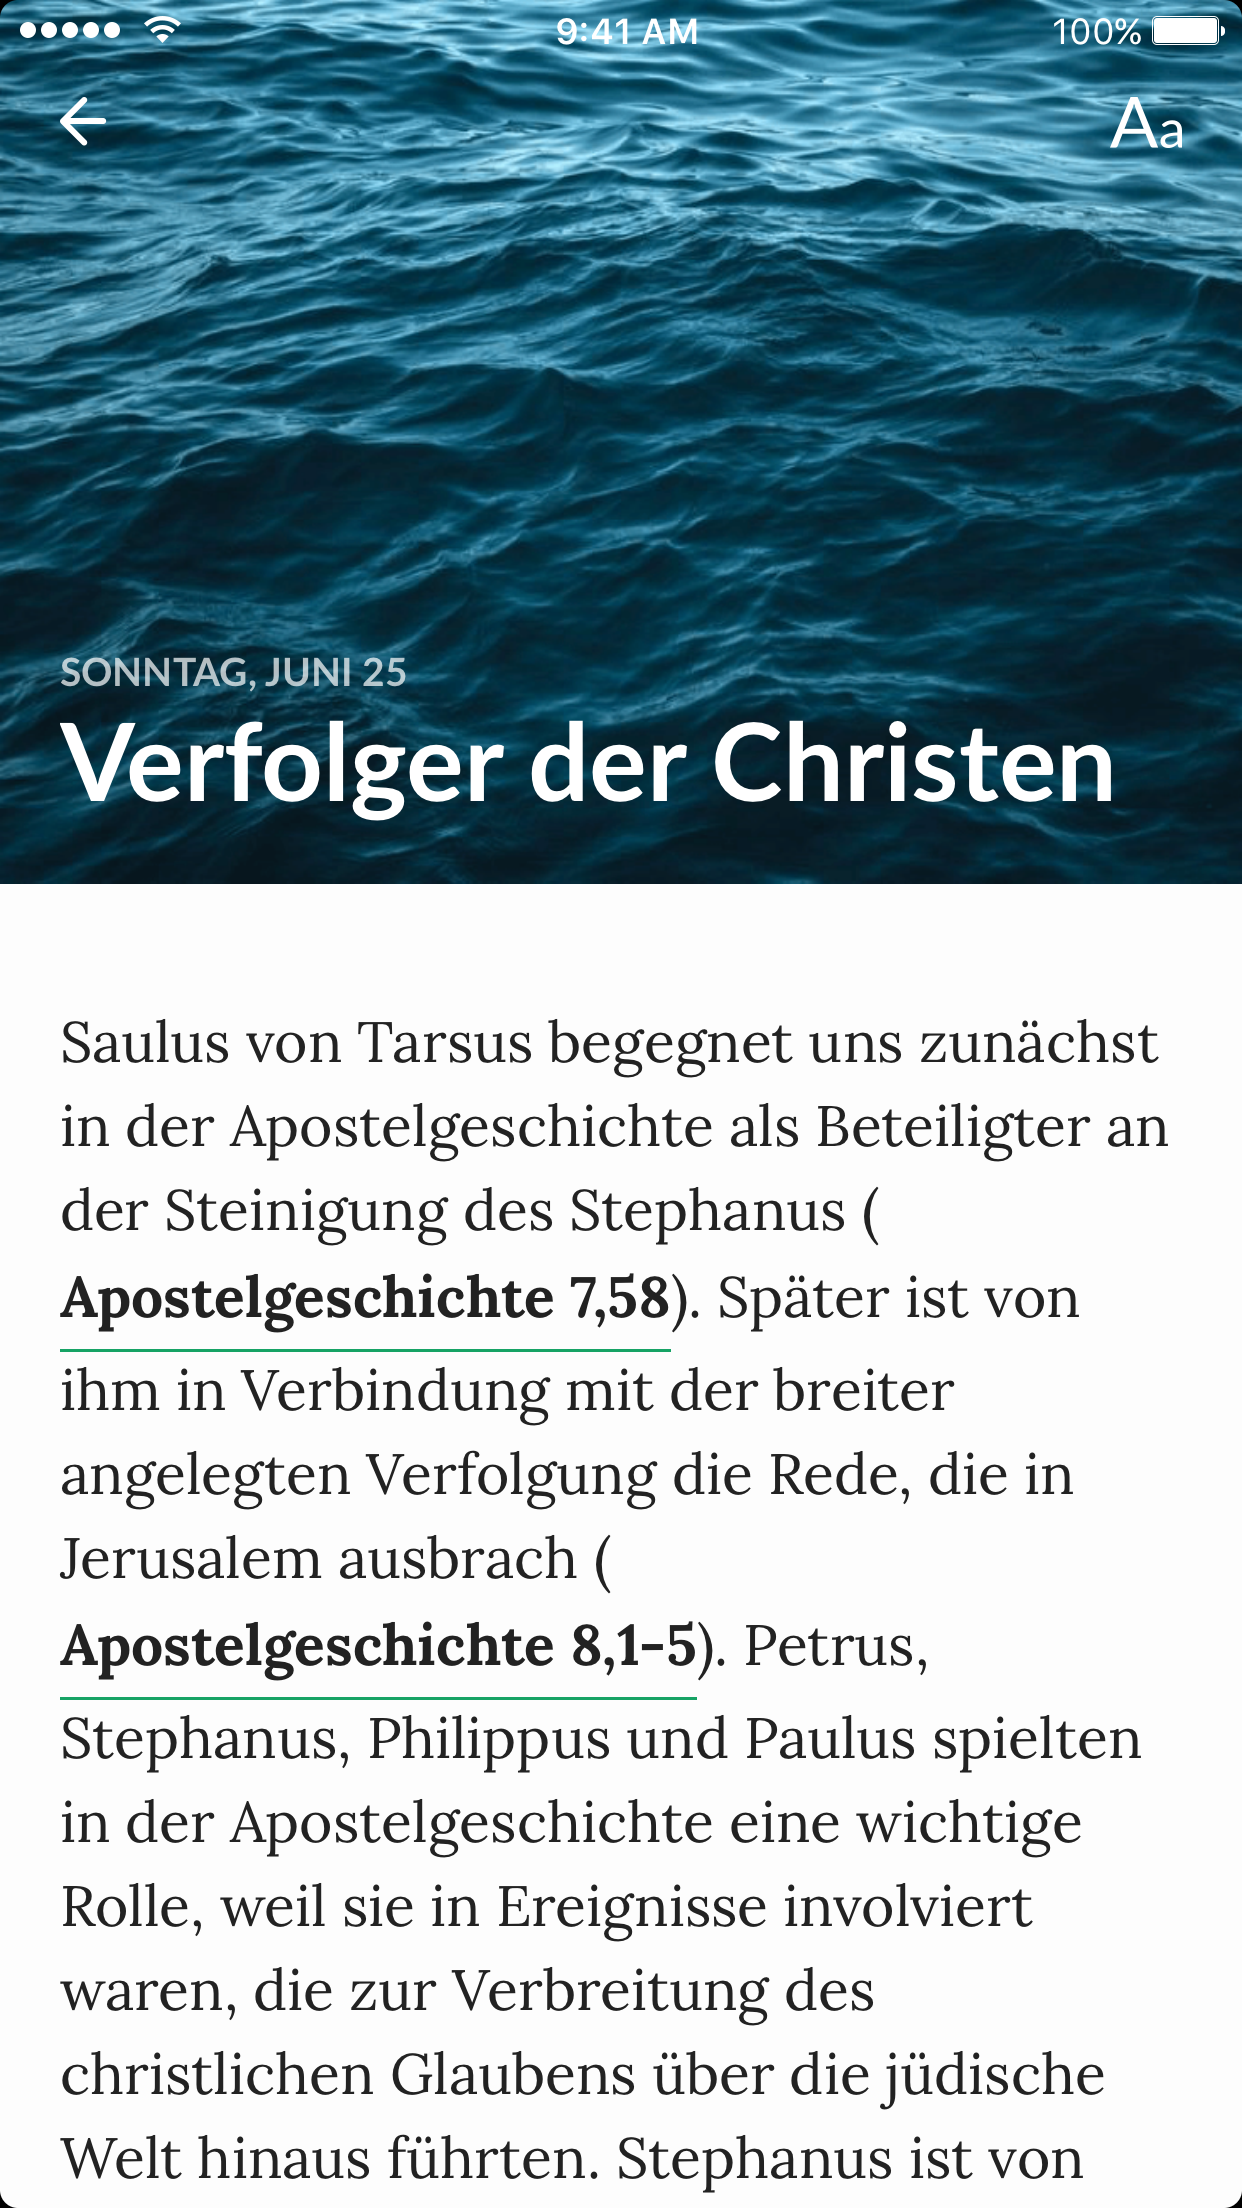 9:41 AM
100%
Aa
SONNTAG, JUNI 25
Verfolger der Christen
Saulus von Tarsus begegnet uns zunächst
in der Apostelgeschichte als Beteiligter an
der Steinigung des Stephanus (
Apostelgeschichte 7,58). Später ist von
ihm in Verbindung mit der breiter
angelegten Verfolgung die Rede, die in
Jerusalem ausbrach (
Apostelgeschichte 8,1-5). Petrus,
Stephanus, Philippus und Paulus spielten
in der Apostelgeschichte eine wichtige
Rolle, weil sie in Ereignisse involviert
waren, die zur Verbreitung des
christlichen Glaubens über die jüdische
Welt hinaus führten. Stephanus ist von